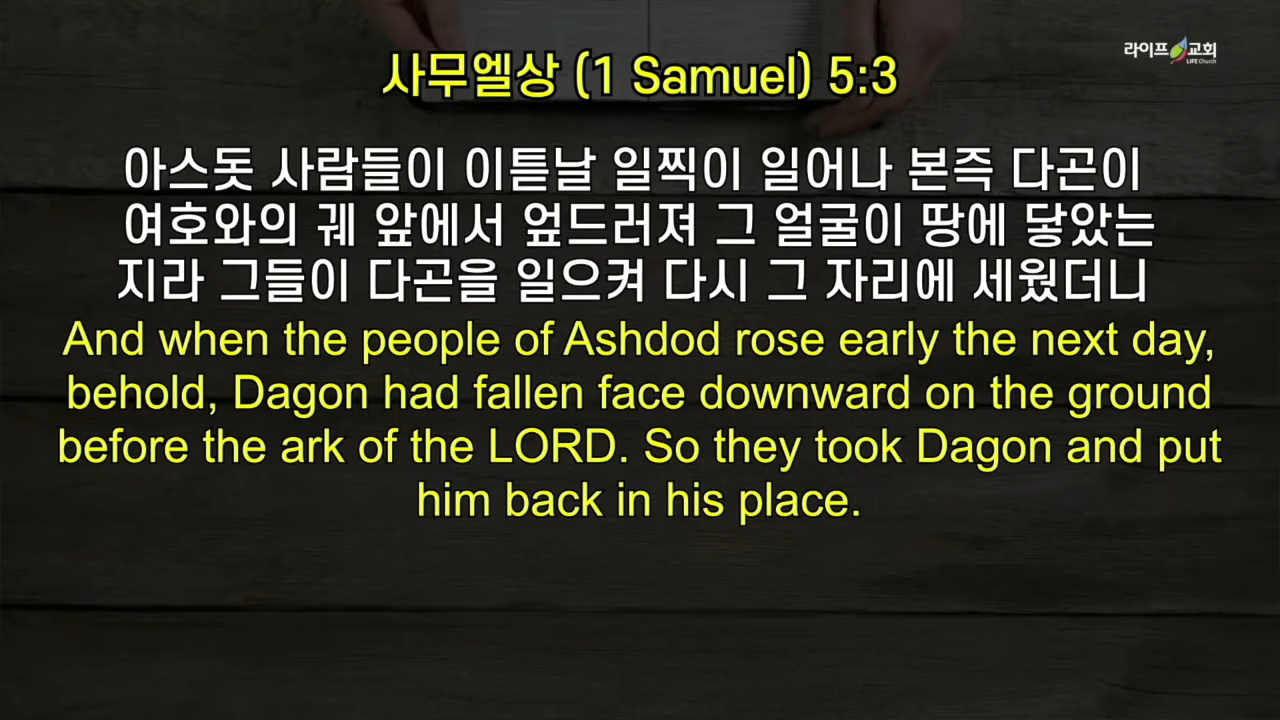 라이프 교회
LIFE Church
사무엘상 (1 Samuel) 5:3
아스돗 사람들이 이튿날 일찍이 일어나 본즉 다곤이
여호와의 궤 앞에서 엎드러져 그 얼굴이 땅에 닿았는
지라 그들이 다곤을 일으켜 다시 그 자리에 세웠더니
And when the people of Ashdod rose early the next day,
behold, Dagon had fallen face downward on the ground
before the ark of the LORD. So they took Dagon and put
him back in his place.